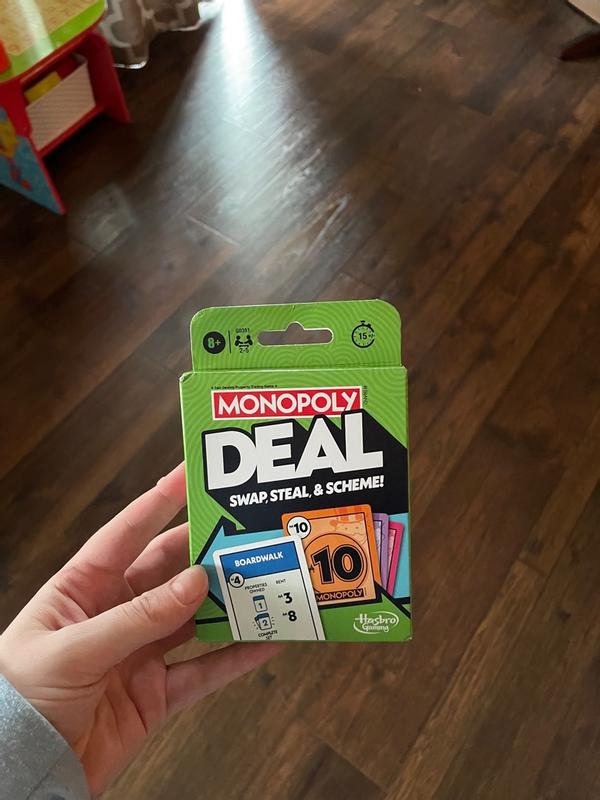 8+
G0351
2-5
15
MONOPOLY
DEAL
SWAP, STEAL, & SCHEME!
10
10
MONOPOLY
BOARDWALK
4
PROPERTIES OWNED
RENT
1
3
2
8
COMPLETE SET
Hasbro
Gaming